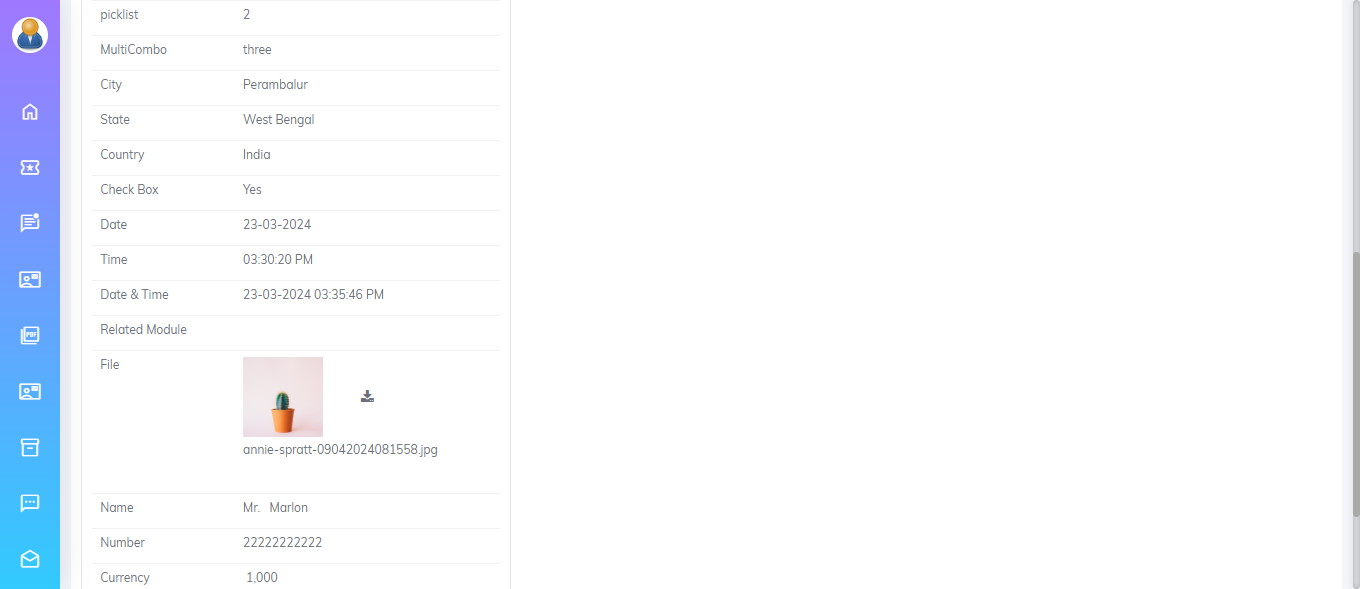 picklist 2
MultiCombo three
City Perambalur
State West Bengal
Country India
Check Box Yes
Date 23-03-2024
Time 03:30:20 PM
Date & Time 23-03-2024 03:35:46 PM
Related Module
File
annie-spratt-09042024081558.jpg
Name Mr. Marlon
Number 22222222222
Currency 1,000
PDF